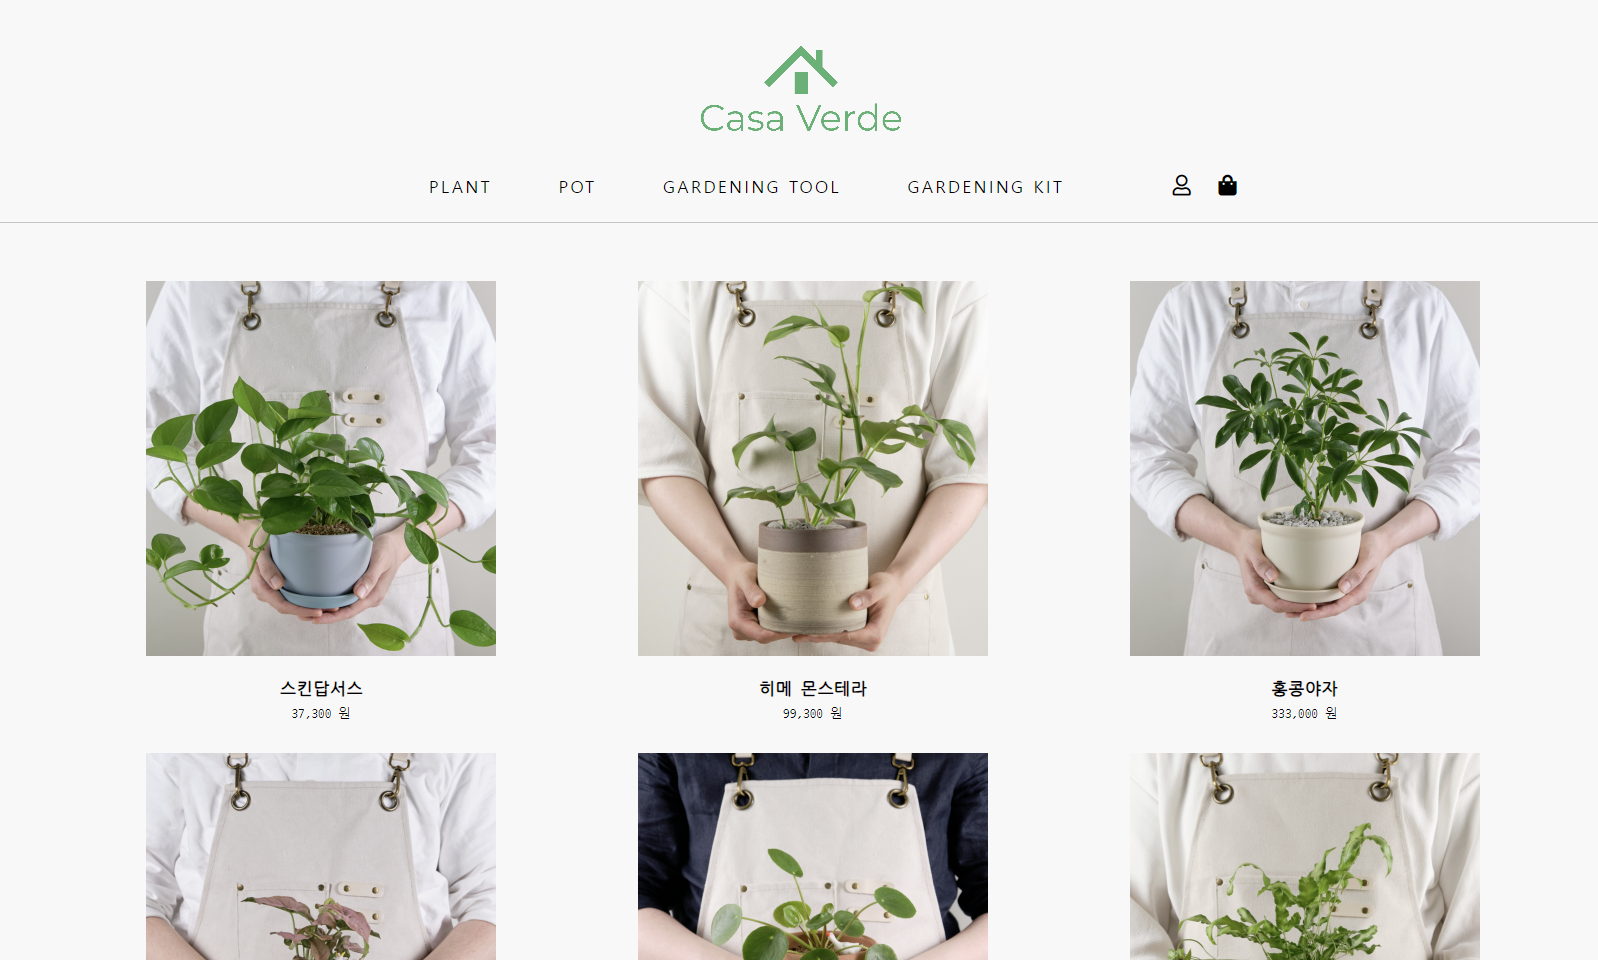 Casa Verde
PLANT POT GARDENING TOOL GARDENING KIT
스킨답서스
37,300 원
히메 몬스테라
99,300 원
홍콩야자
333,000 원